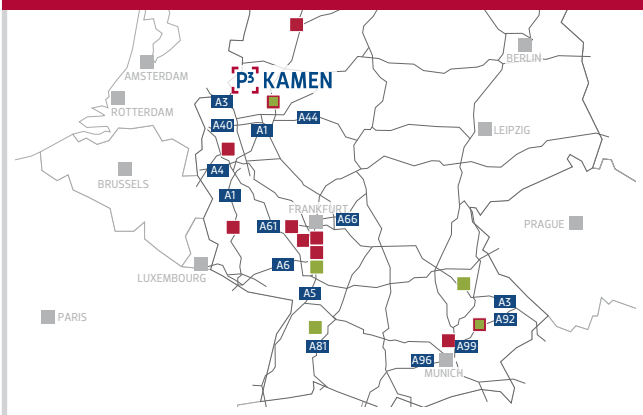 BERLIN
AMSTERDAM
P³ KAMEN
A3
ROTTERDAM
A44
A40
A1
LEIPZIG
A4
BRUSSELS
A1
FRANKFURT
A66
A61
PRAGUE
A6
LUXEMBOURG
A5
A3
PARIS
A92
A81
A99
A96
MUNICH